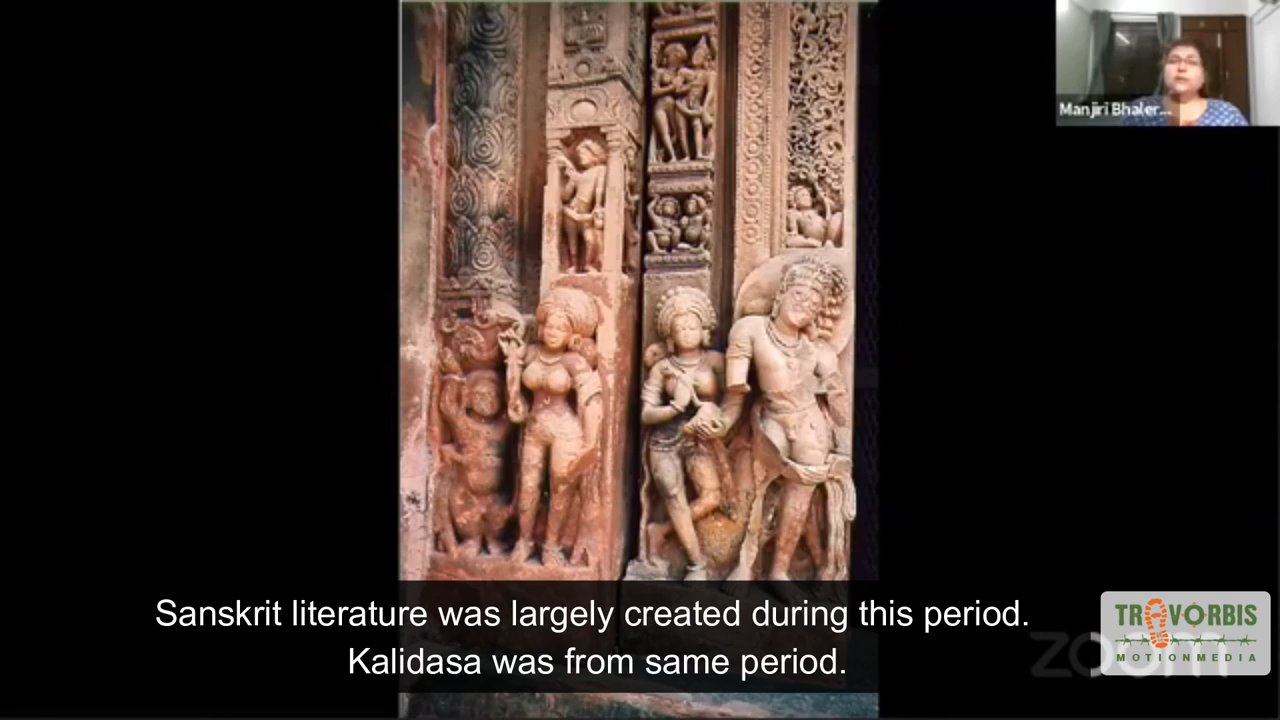 Manjiri Bhaler...
Sanskrit literature was largely created during this period.
Kalidasa was from same period.
TRAVORBIS
MOTIONMEDIA
zoom